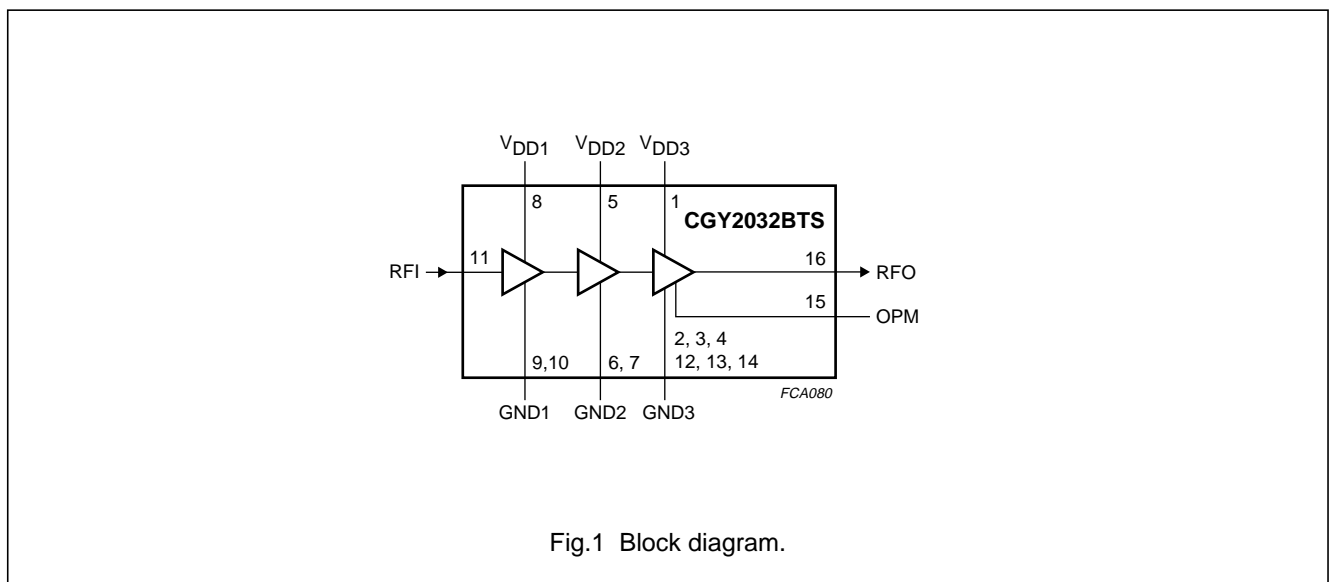 VDD1 VDD2 VDD3
8 5 1
CGY2032BTS
RFI 11 16 RFO
15 OPM
2, 3, 4
9,10 6, 7 12, 13, 14
FCA080
GND1 GND2 GND3
Fig.1 Block diagram.